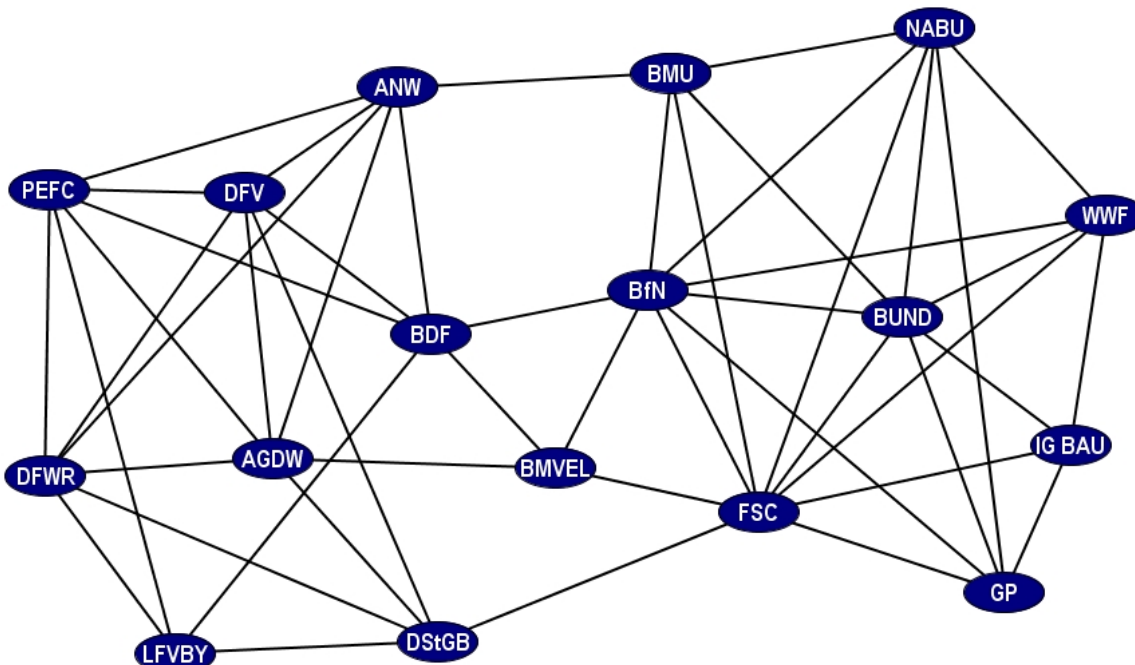 NABU
BMU
ANW
PEFC
DFV
WWF
BfN
BUND
BDF
IG BAU
AGDW
BMVEL
DFWR
FSC
GP
DStGB
LFVBY